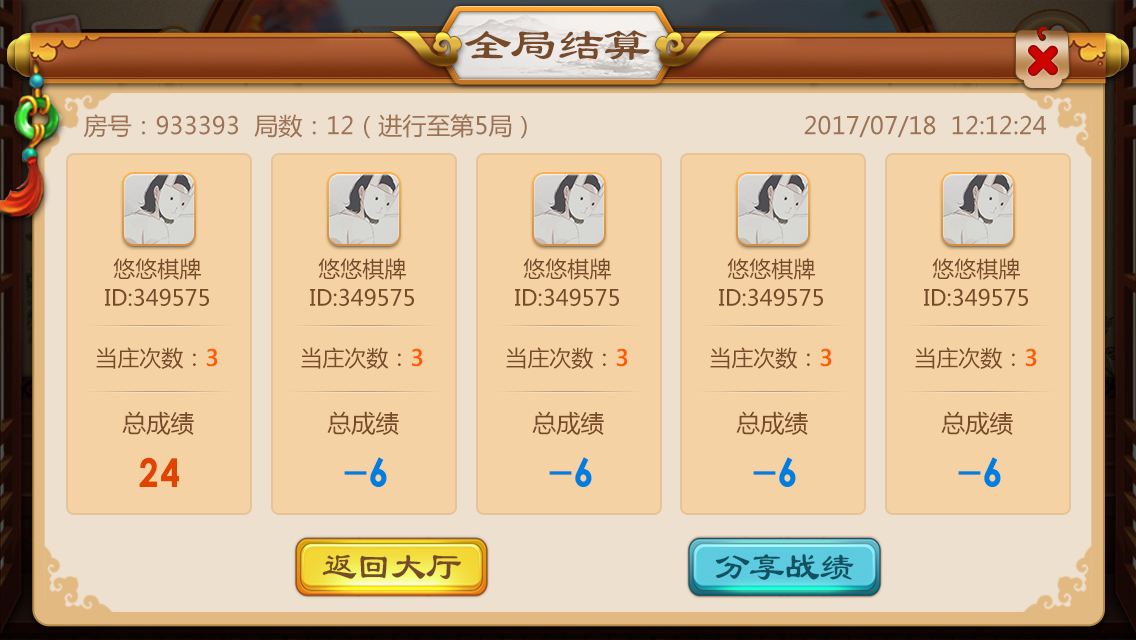 全局结算
房号：933393 局数：12（进行至第5局） 2017/07/18 12:12:24
悠悠棋牌 悠悠棋牌 悠悠棋牌 悠悠棋牌 悠悠棋牌
ID:349575 ID:349575 ID:349575 ID:349575 ID:349575
当庄次数：3 当庄次数：3 当庄次数：3 当庄次数：3 当庄次数：3
总成绩 总成绩 总成绩 总成绩 总成绩
24 -6 -6 -6 -6
返回大厅 分享战绩